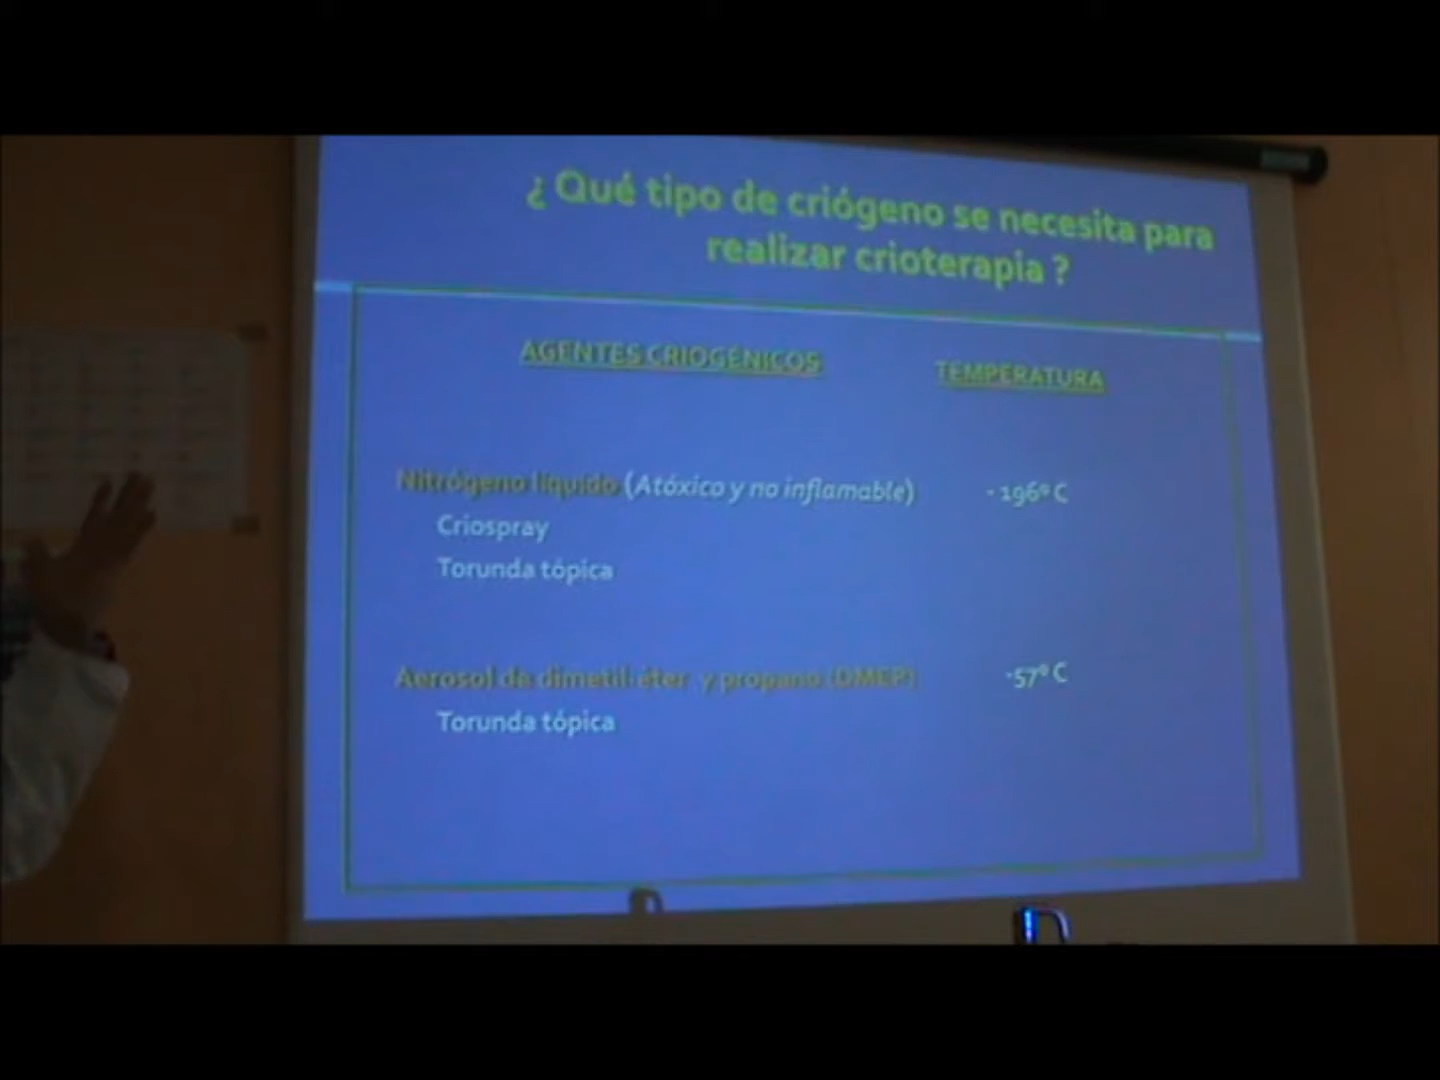 ¿ Qué tipo de criógeno se necesita para
realizar crioterapia ?
AGENTES CRIOGÉNICOS TEMPERATURA
Nitrógeno líquido (Atóxico y no inflamable) - 196º C
Criospray
Torunda tópica
Aerosol de dimetil éter y propano (DMEP) -57º C
Torunda tópica